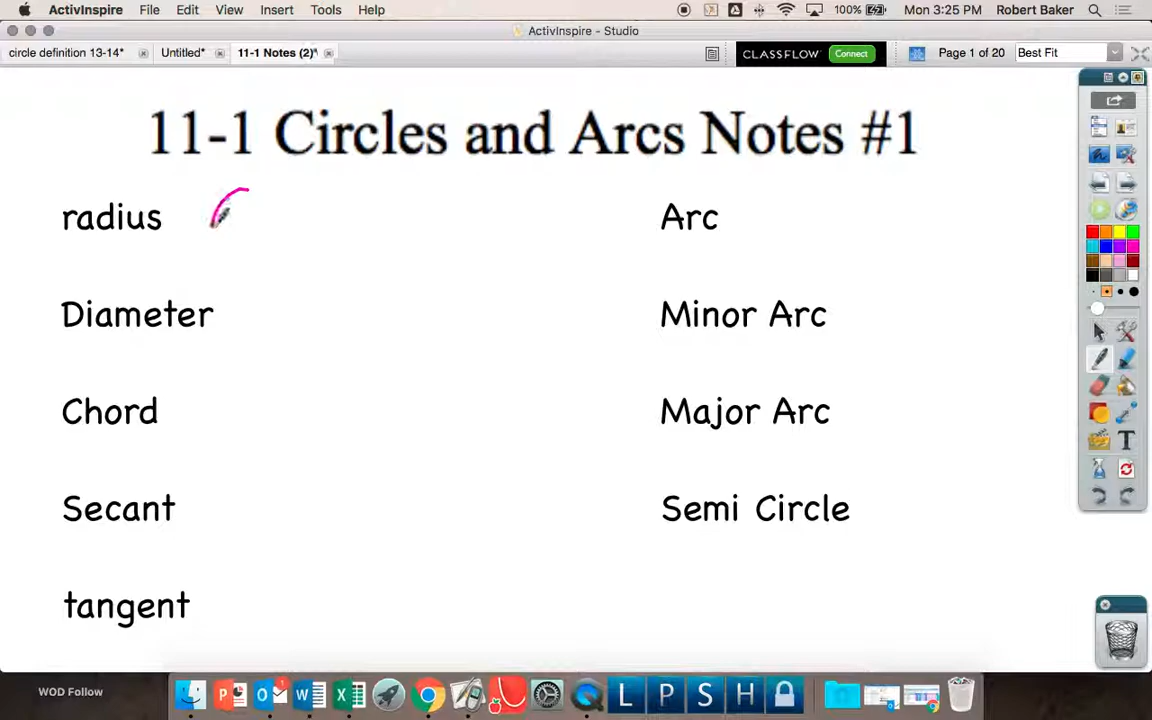 ActivInspire File Edit View Insert Tools Help 100% Mon 3:25 PM Robert Baker
ActivInspire - Studio
circle definition 13-14* Untitled* 11-1 Notes (2)* CLASSFLOW Connect Page 1 of 20 Best Fit
11-1 Circles and Arcs Notes #1
radius
Arc
Diameter
Minor Arc
Chord
Major Arc
Secant
Semi Circle
tangent
WOD Follow
L P S H